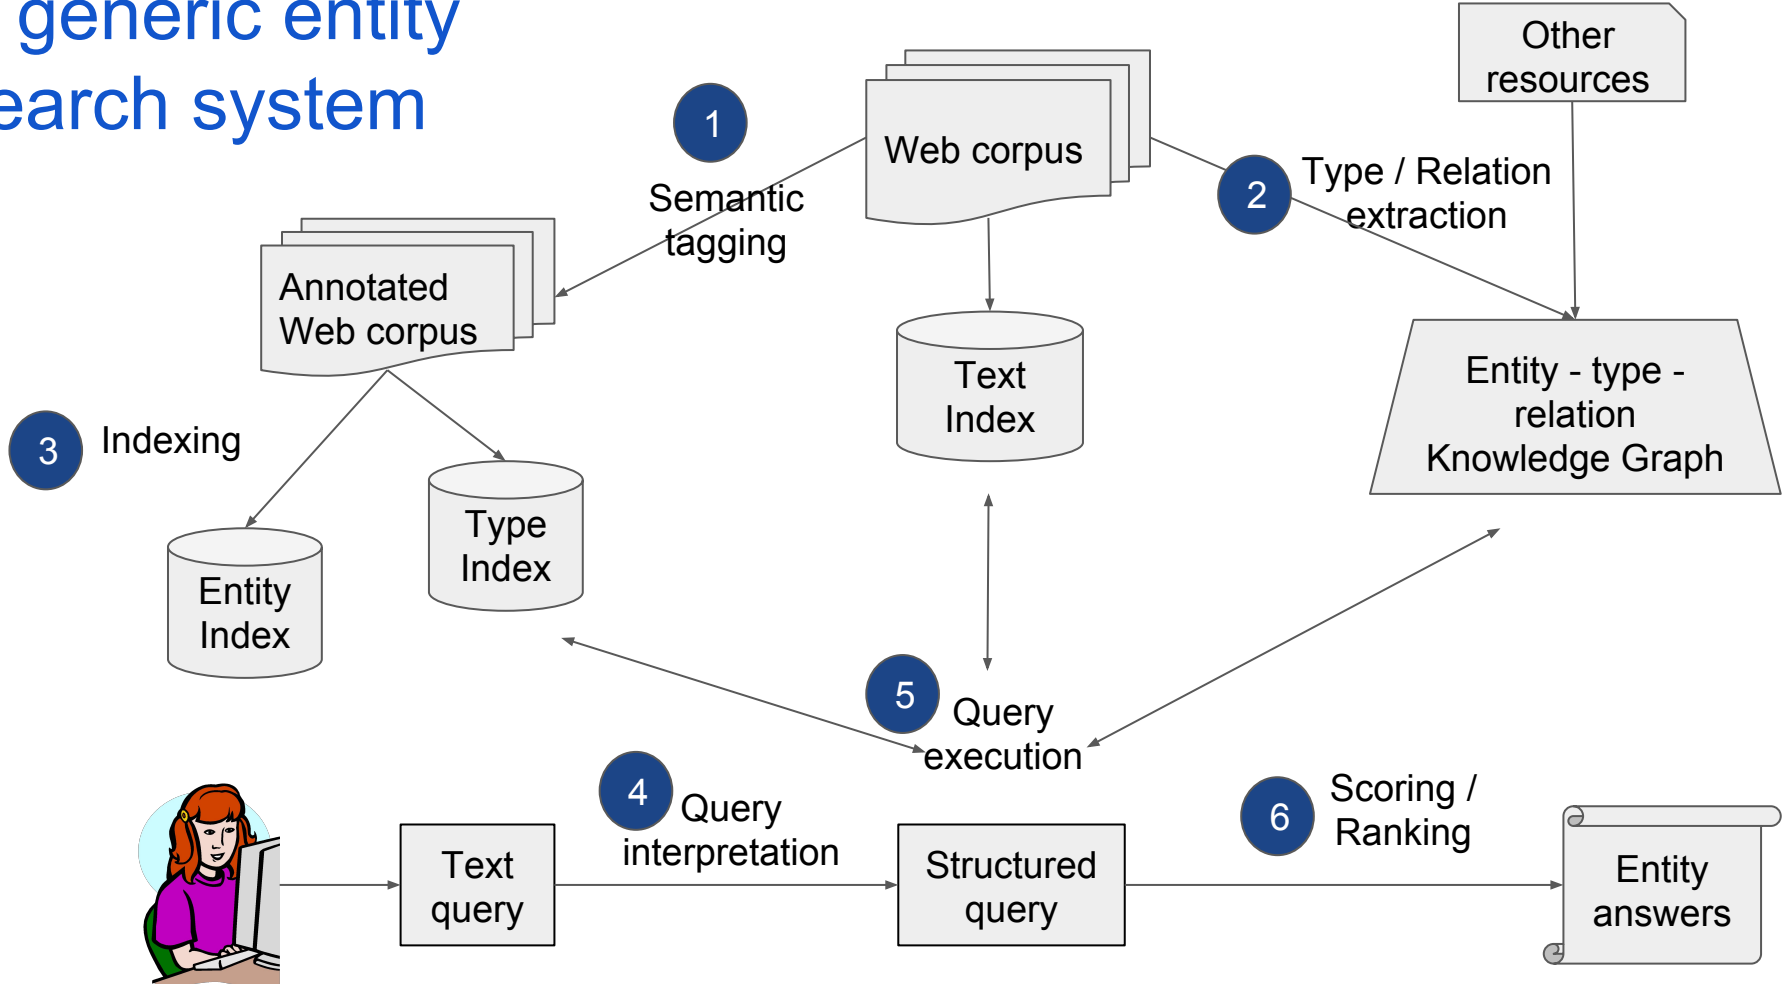 generic entity
earch system
Other
resources
1
Web corpus
2
Type / Relation
extraction
Semantic
tagging
Annotated
Web corpus
Text
Index
Entity - type -
relation
Knowledge Graph
3
Indexing
Type
Index
Entity
Index
5
Query
execution
4
Query
interpretation
6
Scoring /
Ranking
Text
query
Structured
query
Entity
answers